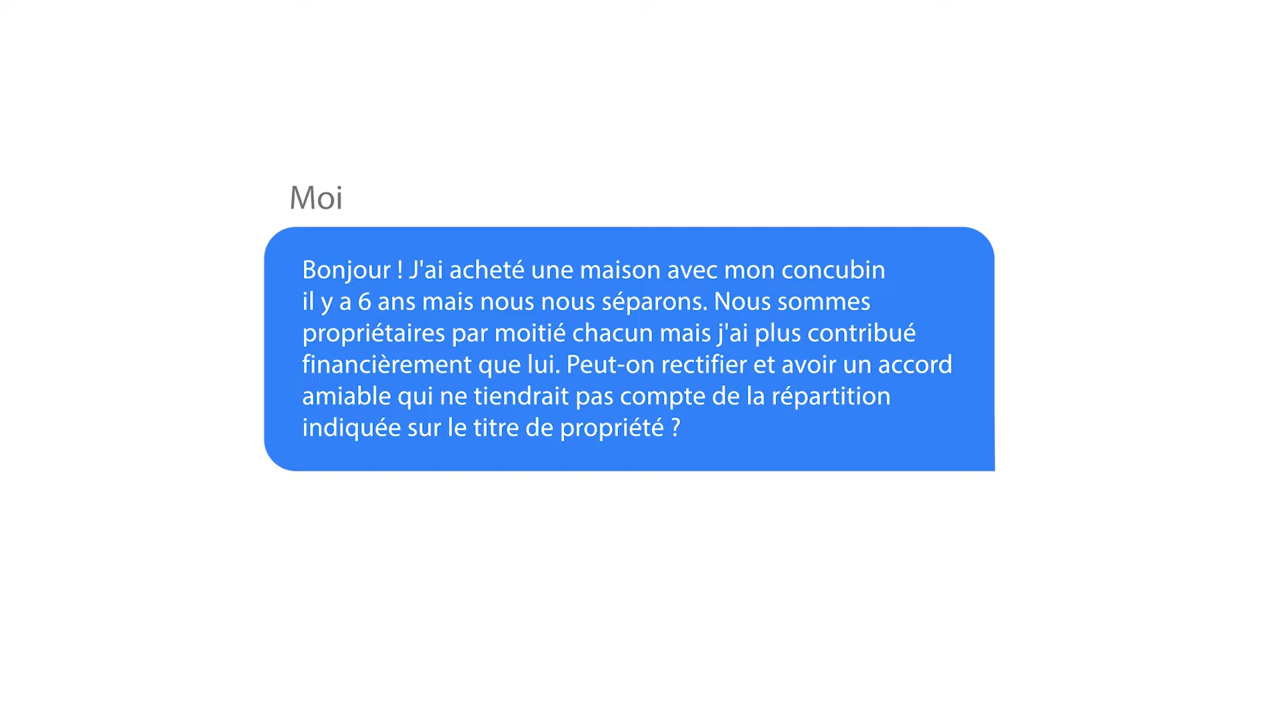 Moi
Bonjour ! J'ai acheté une maison avec mon concubin
il y a 6 ans mais nous nous séparons. Nous sommes
propriétaires par moitié chacun mais j'ai plus contribué
financièrement que lui. Peut-on rectifier et avoir un accord
amiable qui ne tiendrait pas compte de la répartition
indiquée sur le titre de propriété ?